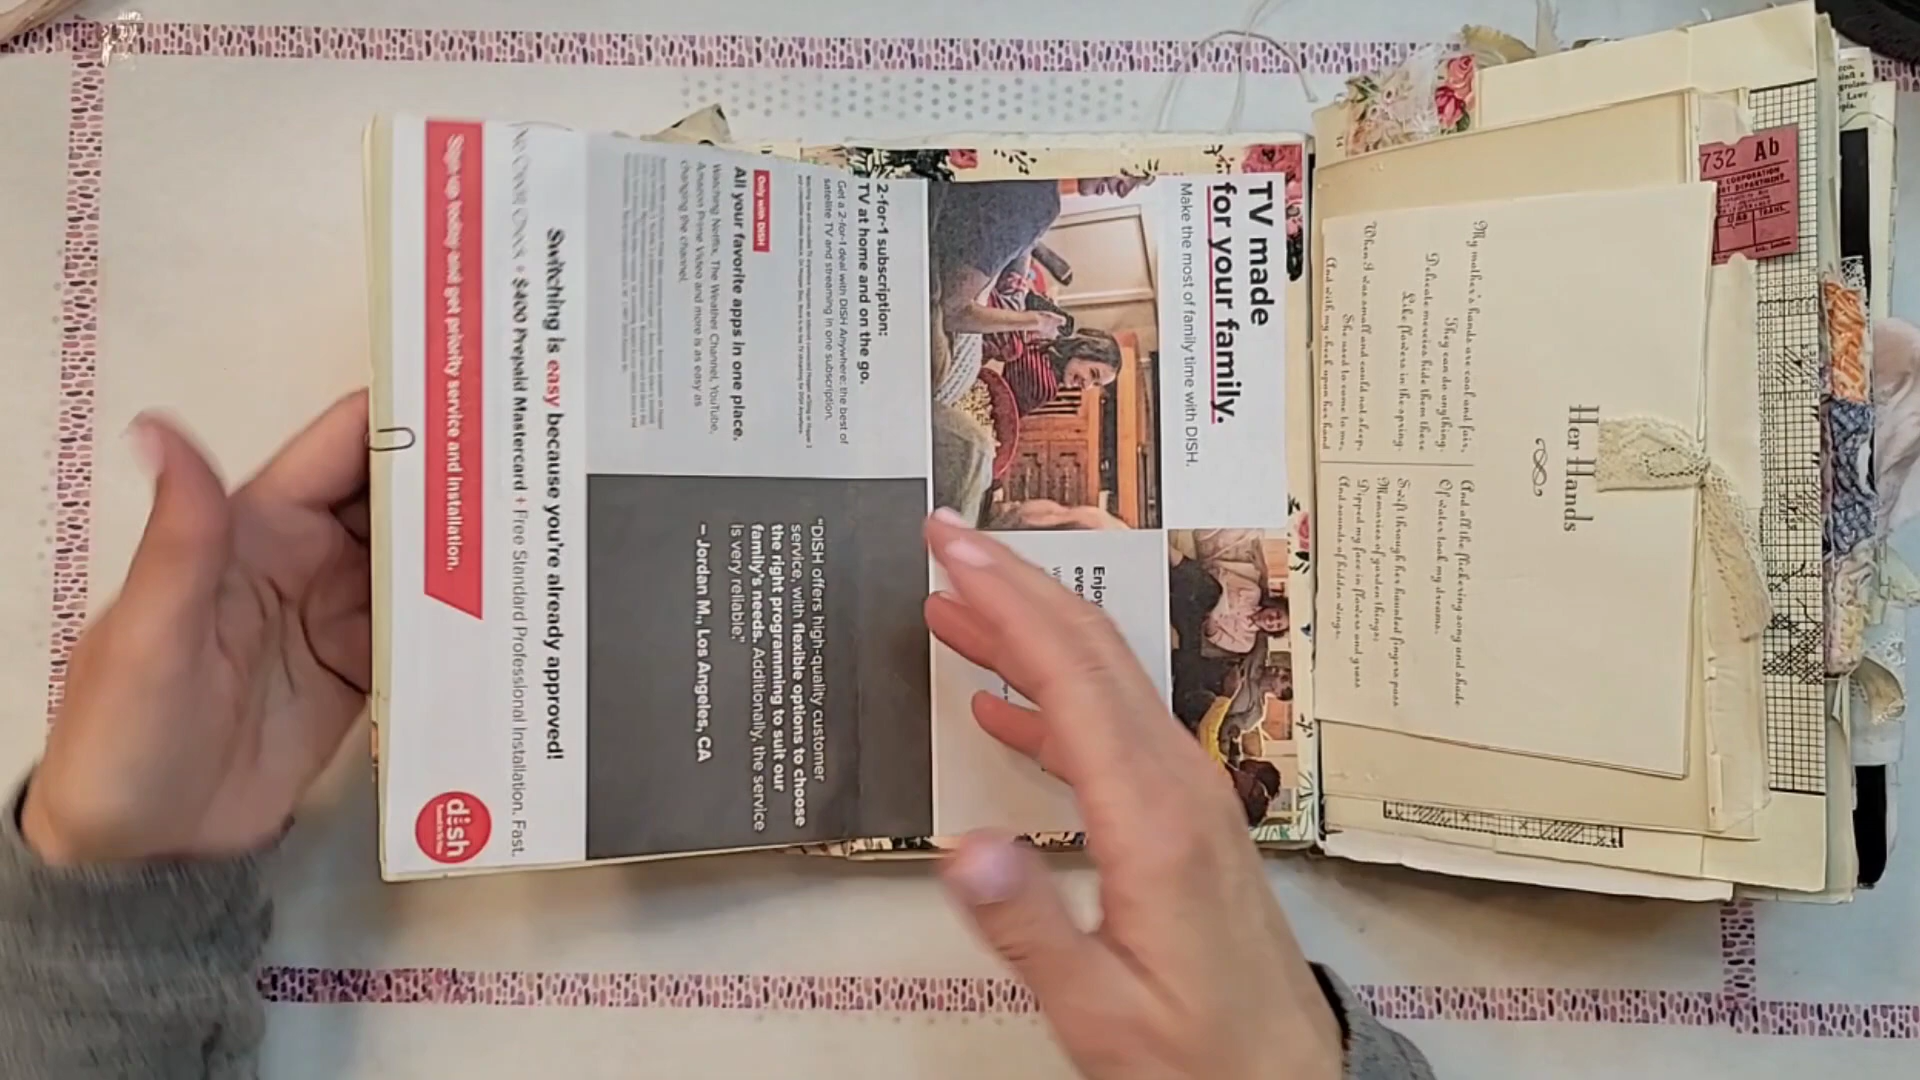 TV made
for your family.
Make the most of family time with DISH.
Enjoy
2-for-1 subscription:
TV at home and on the go.
Get a 2-for-1 deal with DISH Anywhere: the best of
satellite TV and streaming in one subscription.
Only with DISH
All your favorite apps in one place.
Watching Netflix, The Weather Channel, YouTube,
Amazon Prime Video and more is as easy as
changing the channel.
"DISH offers high-quality customer
service, with flexible options to choose
the right programming to suit our
family's needs. Additionally, the service
is very reliable."
– Jordan M., Los Angeles, CA
Switching is easy because you're already approved!
$400 Prepaid Mastercard + Free Standard Professional Installation. Fast.
Sign up today and get priority service and installation.
dish
Her Hands
My mother's hands are cool and fair,
They can do anything.
Delicate mercies hide them there
Like flowers in the spring.
When I was small and could not sleep,
She used to come to me,
And with my cheek upon her hand
And all the flickering song and shade
Of water took my dreams.
Swift through her haunted fingers pass
Memories of garden things;
I dipped my face in flowers and grass
And sounds of hidden wings.
732 Ab
CORPORATION
TRANS.
14